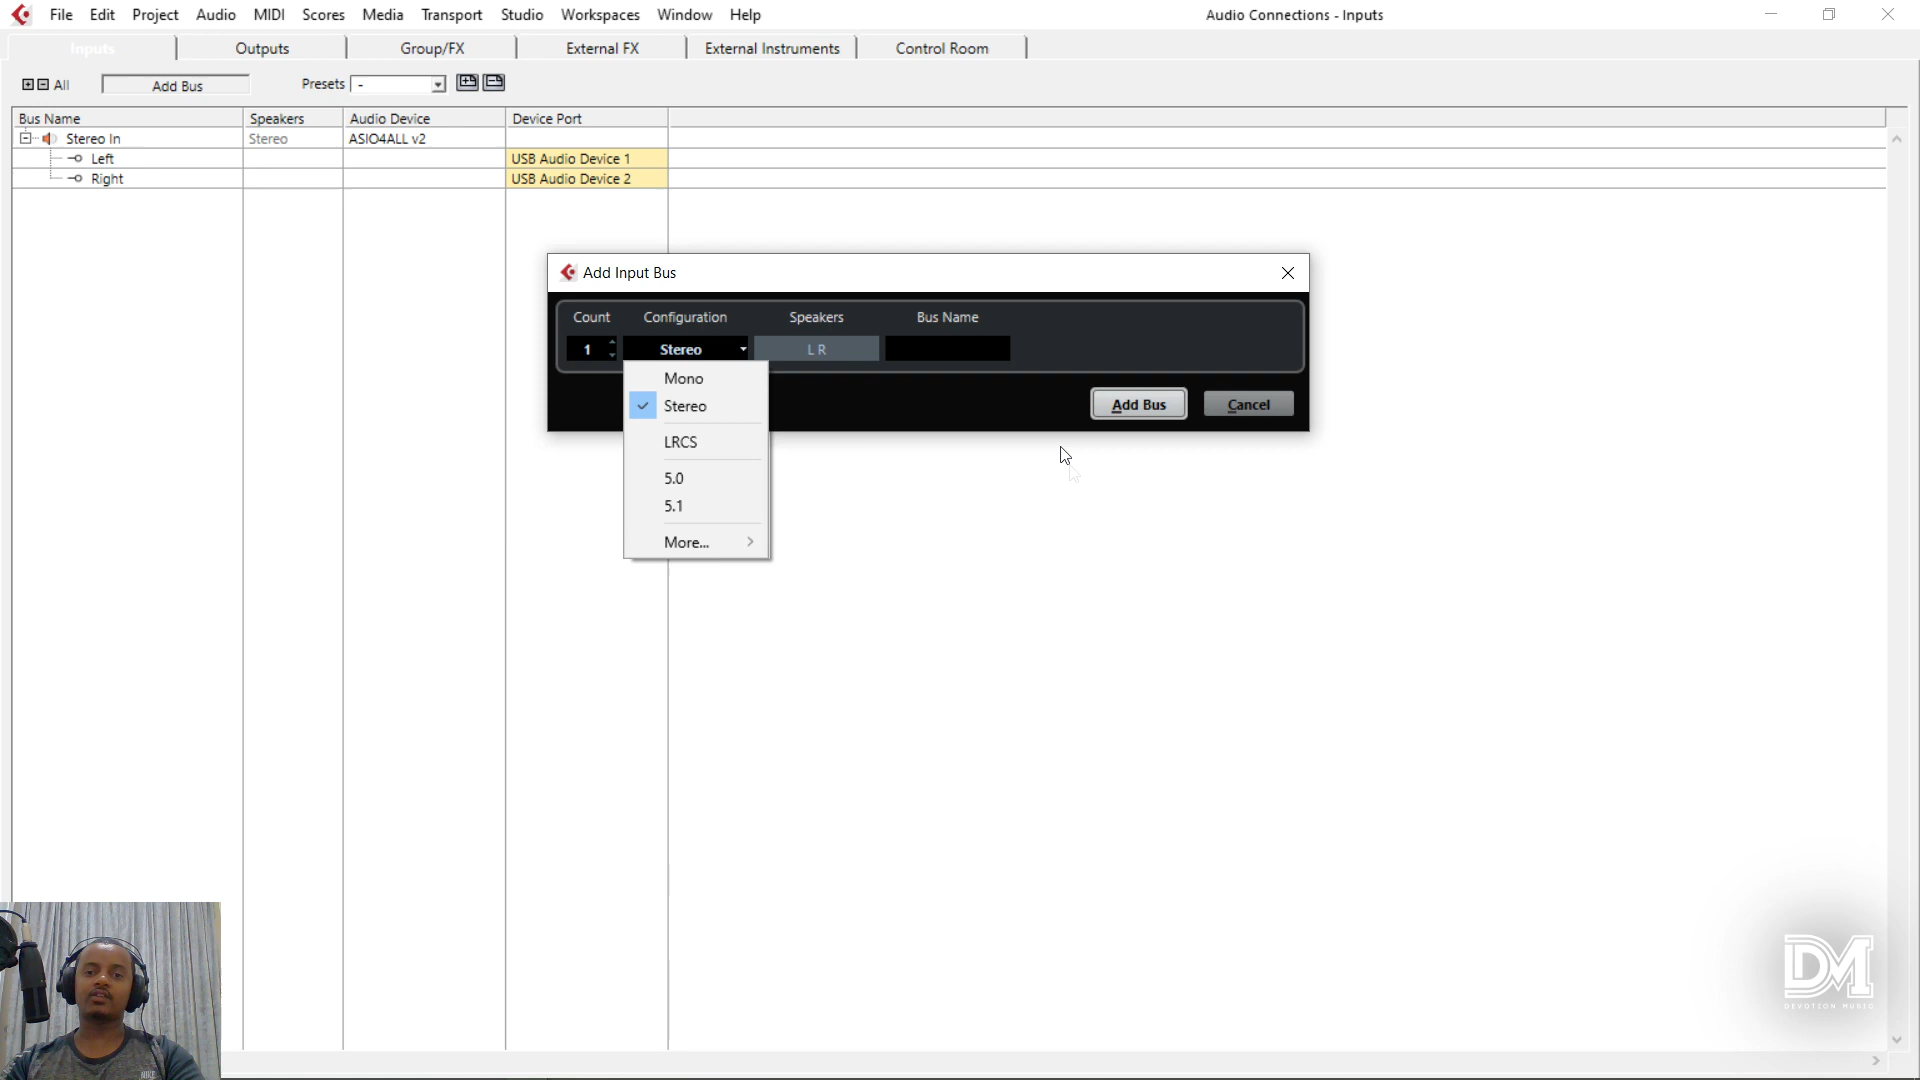 File Edit Project Audio MIDI Scores Media Transport Studio Workspaces Window Help
Audio Connections - Inputs
Inputs Outputs Group/FX External FX External Instruments Control Room
All Add Bus Presets -
Bus Name Speakers Audio Device Device Port
Stereo In Stereo ASIO4ALL v2
Left USB Audio Device 1
Right USB Audio Device 2
Add Input Bus
Count Configuration Speakers Bus Name
1 Stereo L R
Mono
Stereo
Add Bus Cancel
LRCS
5.0
5.1
More...
DM
DEVOTION MUSIC
NIKE